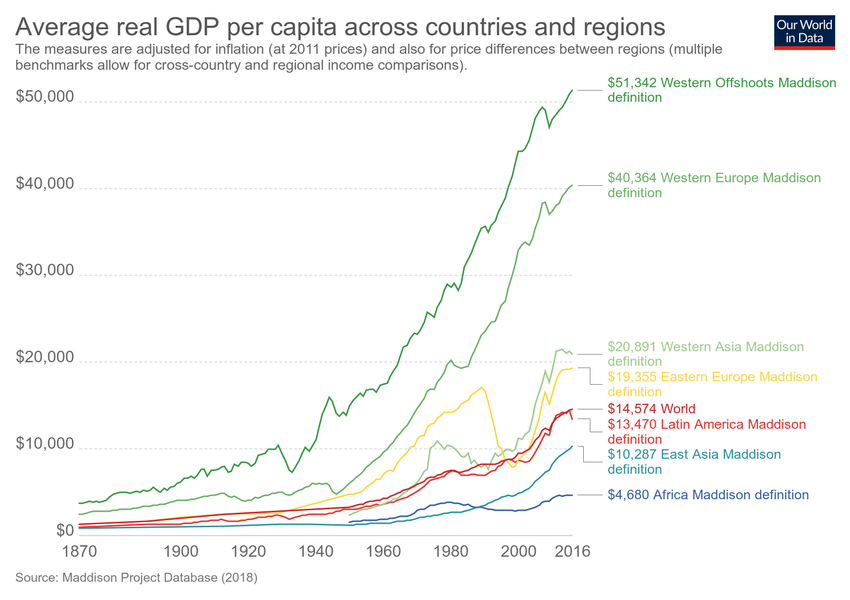 Average real GDP per capita across countries and regions
Our World
in Data
The measures are adjusted for inflation (at 2011 prices) and also for price differences between regions (multiple
benchmarks allow for cross-country and regional income comparisons).
$51,342 Western Offshoots Maddison
definition
$50,000
$40,364 Western Europe Maddison
definition
$40,000
$30,000
$20,891 Western Asia Maddison
definition
$20,000
$19,355 Eastern Europe Maddison
definition
$14,574 World
$13,470 Latin America Maddison
definition
$10,000
$10,287 East Asia Maddison
definition
$4,680 Africa Maddison definition
$0
1870 1900 1920 1940 1960 1980 2000 2016
Source: Maddison Project Database (2018)